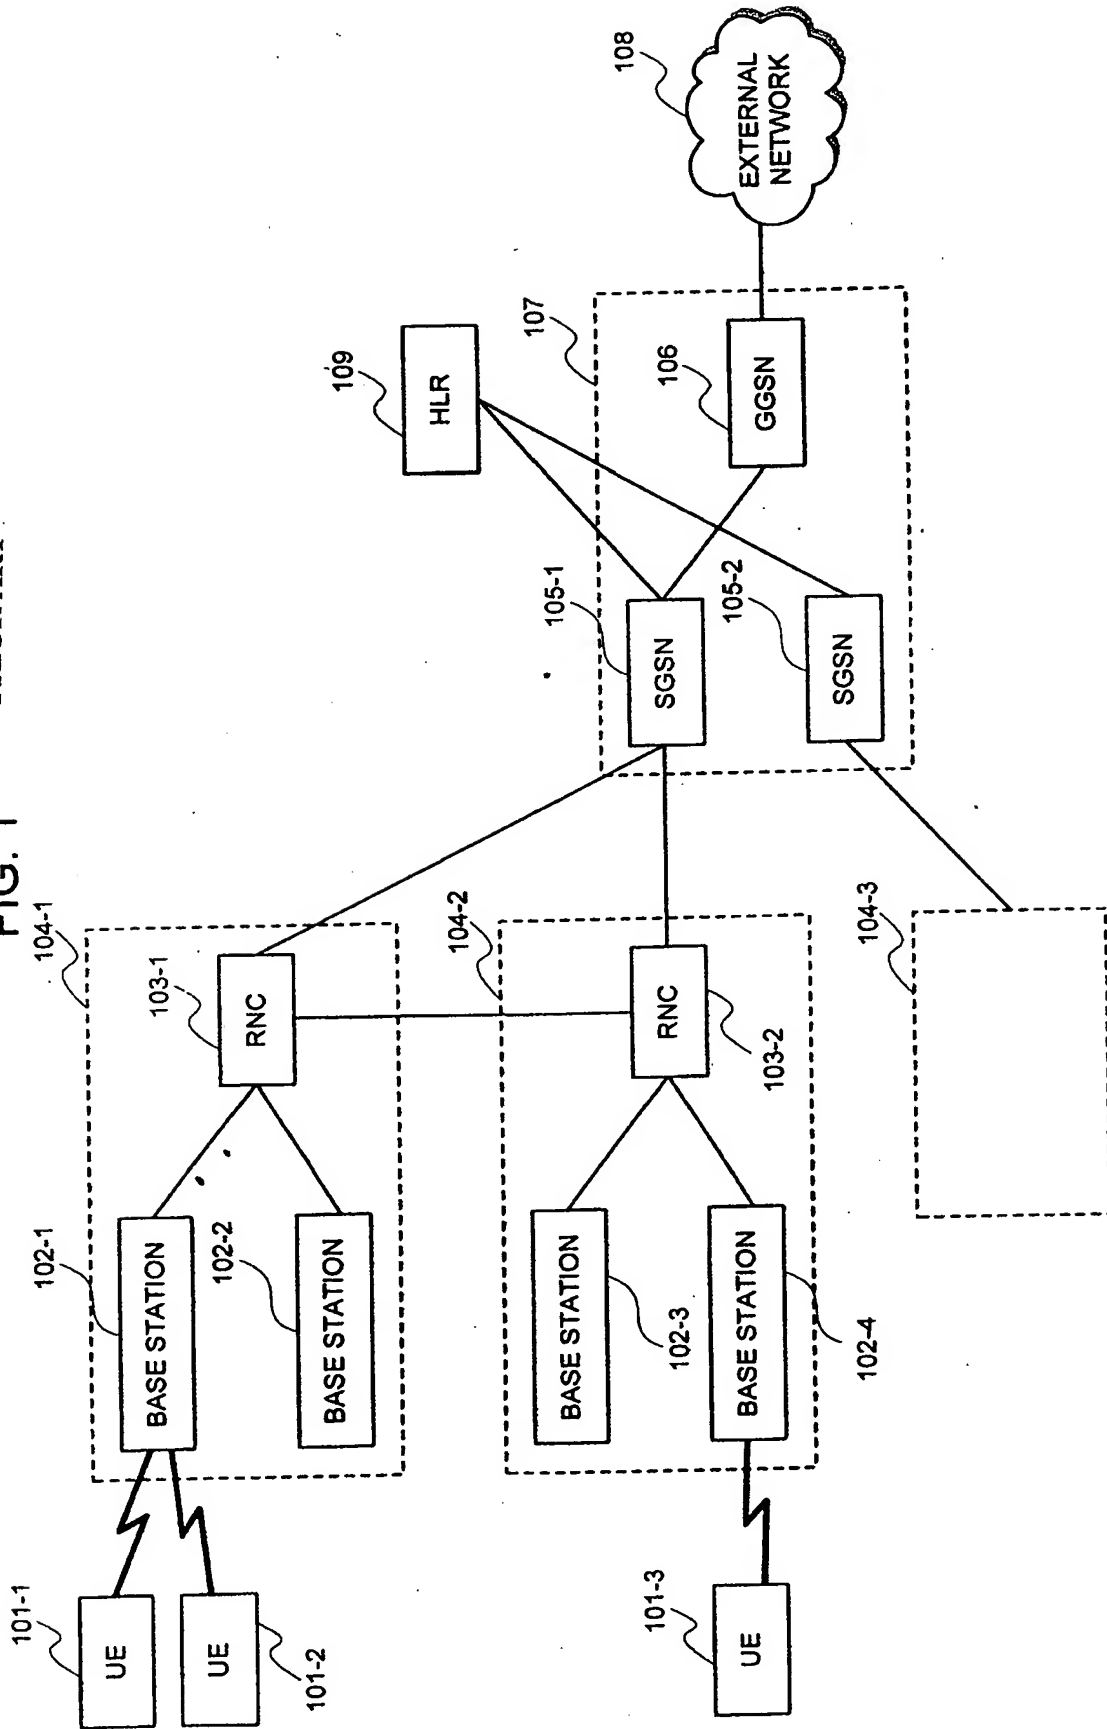 FIG. 1
101-1
UE
UE
101-2
101-3
UE
104-1
102-1
BASE STATION
102-2
BASE STATION
103-1
RNC
104-2
BASE STATION
102-3
BASE STATION
102-4
RNC
103-2
104-3
107
105-1
SGSN
105-2
SGSN
106
GGSN
109
HLR
108
EXTERNAL
NETWORK